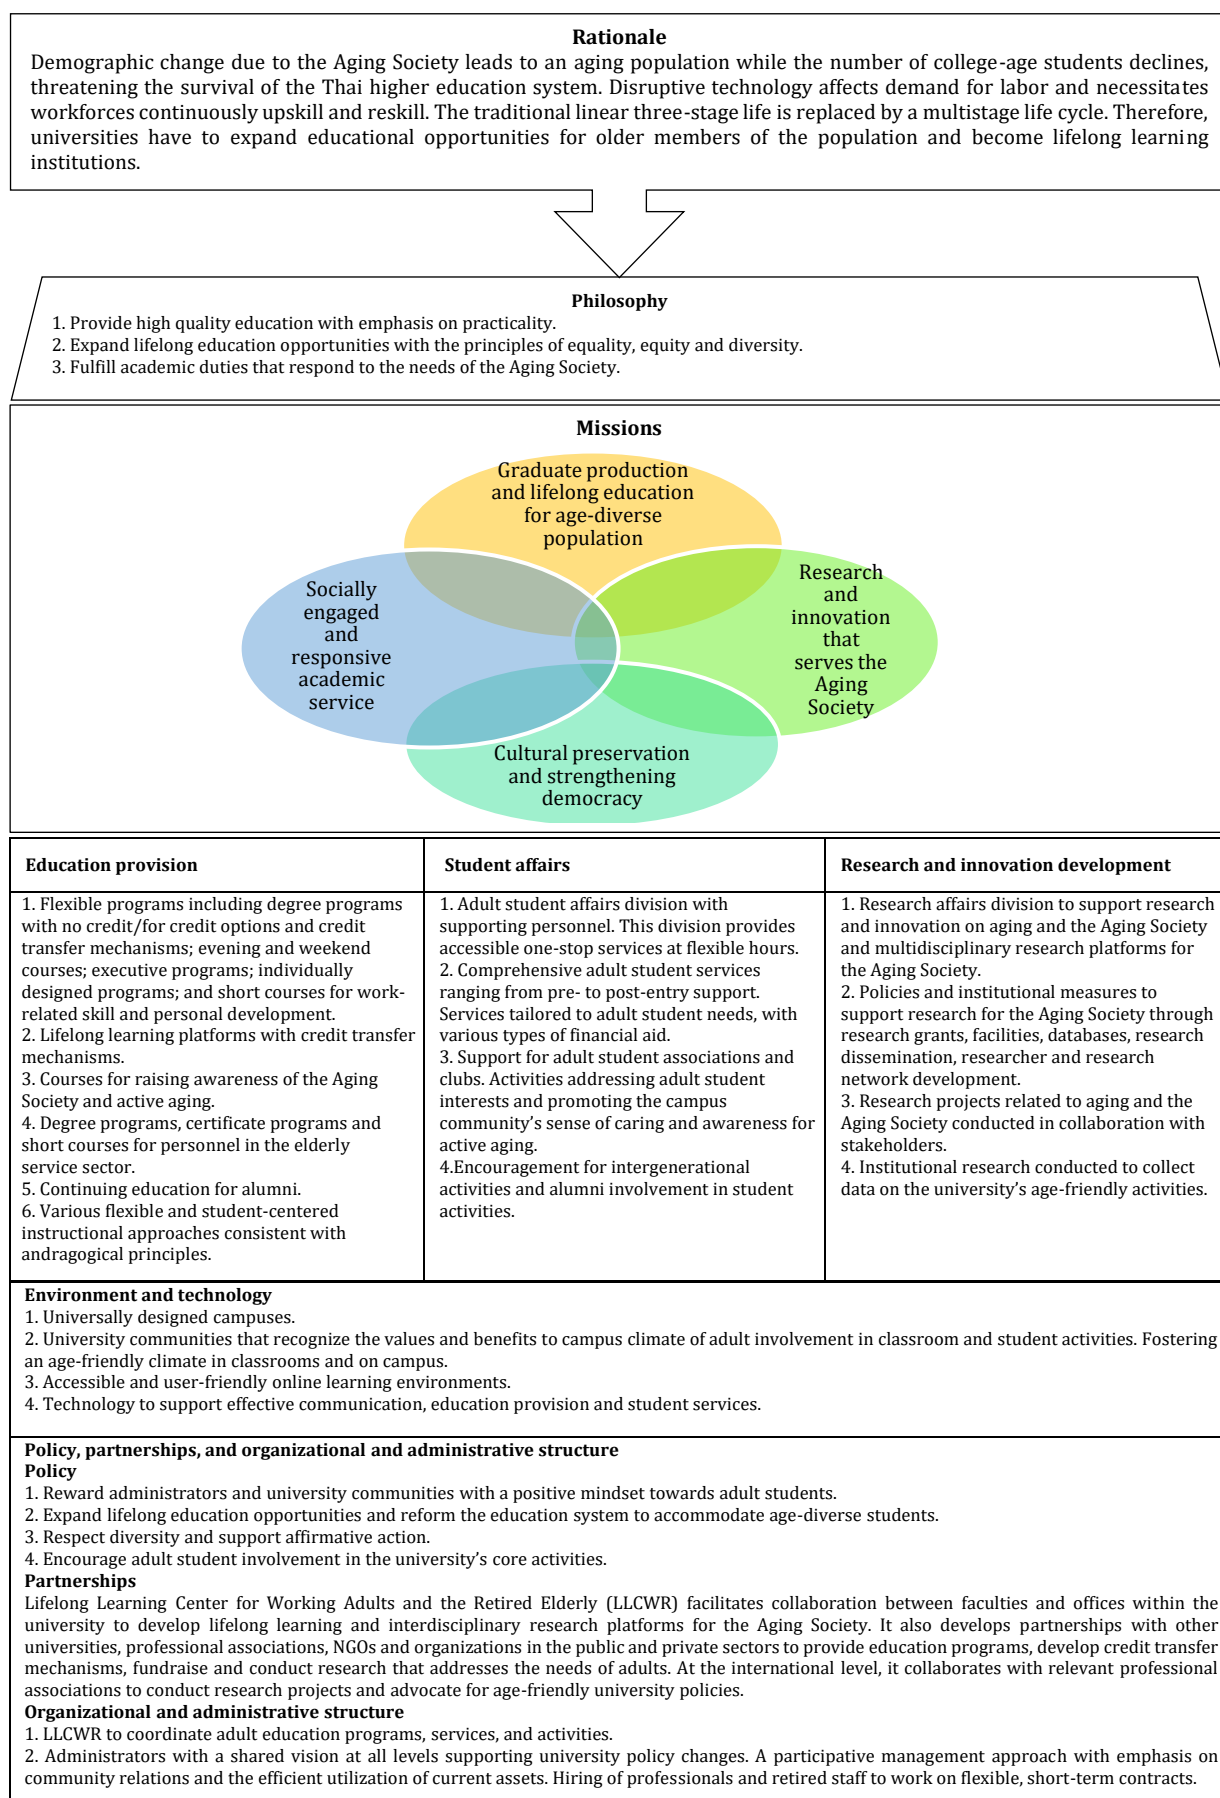 Rationale
Demographic change due to the Aging Society leads to an aging population while the number of college-age students declines,
threatening the survival of the Thai higher education system. Disruptive technology affects demand for labor and necessitates
workforces continuously upskill and reskill. The traditional linear three-stage life is replaced by a multistage life cycle. Therefore,
universities have to expand educational opportunities for older members of the population and become lifelong learning
institutions.
Philosophy
1. Provide high quality education with emphasis on practicality.
2. Expand lifelong education opportunities with the principles of equality, equity and diversity.
3. Fulfill academic duties that respond to the needs of the Aging Society.
Missions
Graduate production
and lifelong education
for age-diverse
population
Socially
engaged
and
responsive
academic
service
Research
and
innovation
that
serves the
Aging
Society
Cultural preservation
and strengthening
democracy
Education provision
1. Flexible programs including degree programs
with no credit/for credit options and credit
transfer mechanisms; evening and weekend
courses; executive programs; individually
designed programs; and short courses for work-
related skill and personal development.
2. Lifelong learning platforms with credit transfer
mechanisms.
3. Courses for raising awareness of the Aging
Society and active aging.
4. Degree programs, certificate programs and
short courses for personnel in the elderly
service sector.
5. Continuing education for alumni.
6. Various flexible and student-centered
instructional approaches consistent with
andragogical principles.
Student affairs
1. Adult student affairs division with
supporting personnel. This division provides
accessible one-stop services at flexible hours.
2. Comprehensive adult student services
ranging from pre- to post-entry support.
Services tailored to adult student needs, with
various types of financial aid.
3. Support for adult student associations and
clubs. Activities addressing adult student
interests and promoting the campus
community’s sense of caring and awareness for
active aging.
4.Encouragement for intergenerational
activities and alumni involvement in student
activities.
Research and innovation development
1. Research affairs division to support research
and innovation on aging and the Aging Society
and multidisciplinary research platforms for
the Aging Society.
2. Policies and institutional measures to
support research for the Aging Society through
research grants, facilities, databases, research
dissemination, researcher and research
network development.
3. Research projects related to aging and the
Aging Society conducted in collaboration with
stakeholders.
4. Institutional research conducted to collect
data on the university’s age-friendly activities.
Environment and technology
1. Universally designed campuses.
2. University communities that recognize the values and benefits to campus climate of adult involvement in classroom and student activities. Fostering
an age-friendly climate in classrooms and on campus.
3. Accessible and user-friendly online learning environments.
4. Technology to support effective communication, education provision and student services.
Policy, partnerships, and organizational and administrative structure
Policy
1. Reward administrators and university communities with a positive mindset towards adult students.
2. Expand lifelong education opportunities and reform the education system to accommodate age-diverse students.
3. Respect diversity and support affirmative action.
4. Encourage adult student involvement in the university’s core activities.
Partnerships
Lifelong Learning Center for Working Adults and the Retired Elderly (LLCWR) facilitates collaboration between faculties and offices within the
university to develop lifelong learning and interdisciplinary research platforms for the Aging Society. It also develops partnerships with other
universities, professional associations, NGOs and organizations in the public and private sectors to provide education programs, develop credit transfer
mechanisms, fundraise and conduct research that addresses the needs of adults. At the international level, it collaborates with relevant professional
associations to conduct research projects and advocate for age-friendly university policies.
Organizational and administrative structure
1. LLCWR to coordinate adult education programs, services, and activities.
2. Administrators with a shared vision at all levels supporting university policy changes. A participative management approach with emphasis on
community relations and the efficient utilization of current assets. Hiring of professionals and retired staff to work on flexible, short-term contracts.